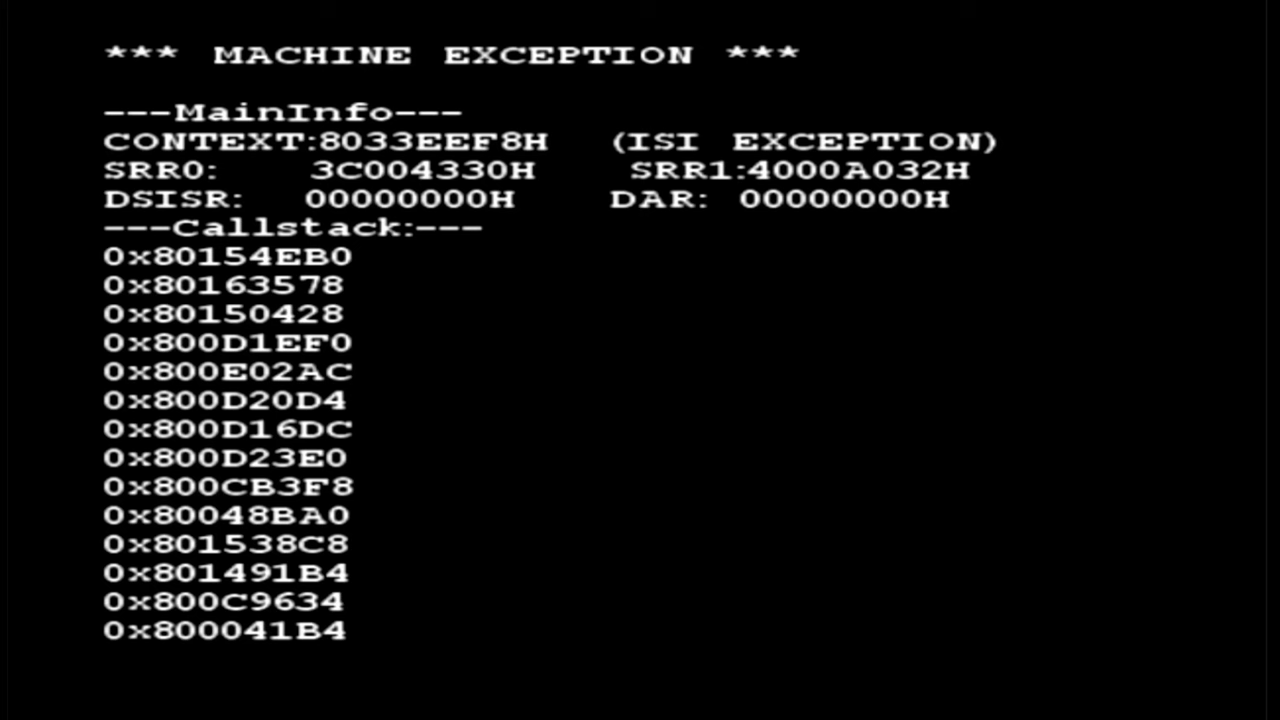 *** MACHINE EXCEPTION ***
---MainInfo---
CONTEXT:8033EEF8H (ISI EXCEPTION)
SRR0: 3C004330H SRR1:4000A032H
DSISR: 00000000H DAR: 00000000H
---Callstack:---
0x80154EB0
0x80163578
0x80150428
0x800D1EF0
0x800E02AC
0x800D20D4
0x800D16DC
0x800D23E0
0x800CB3F8
0x80048BA0
0x801538C8
0x801491B4
0x800C9634
0x800041B4